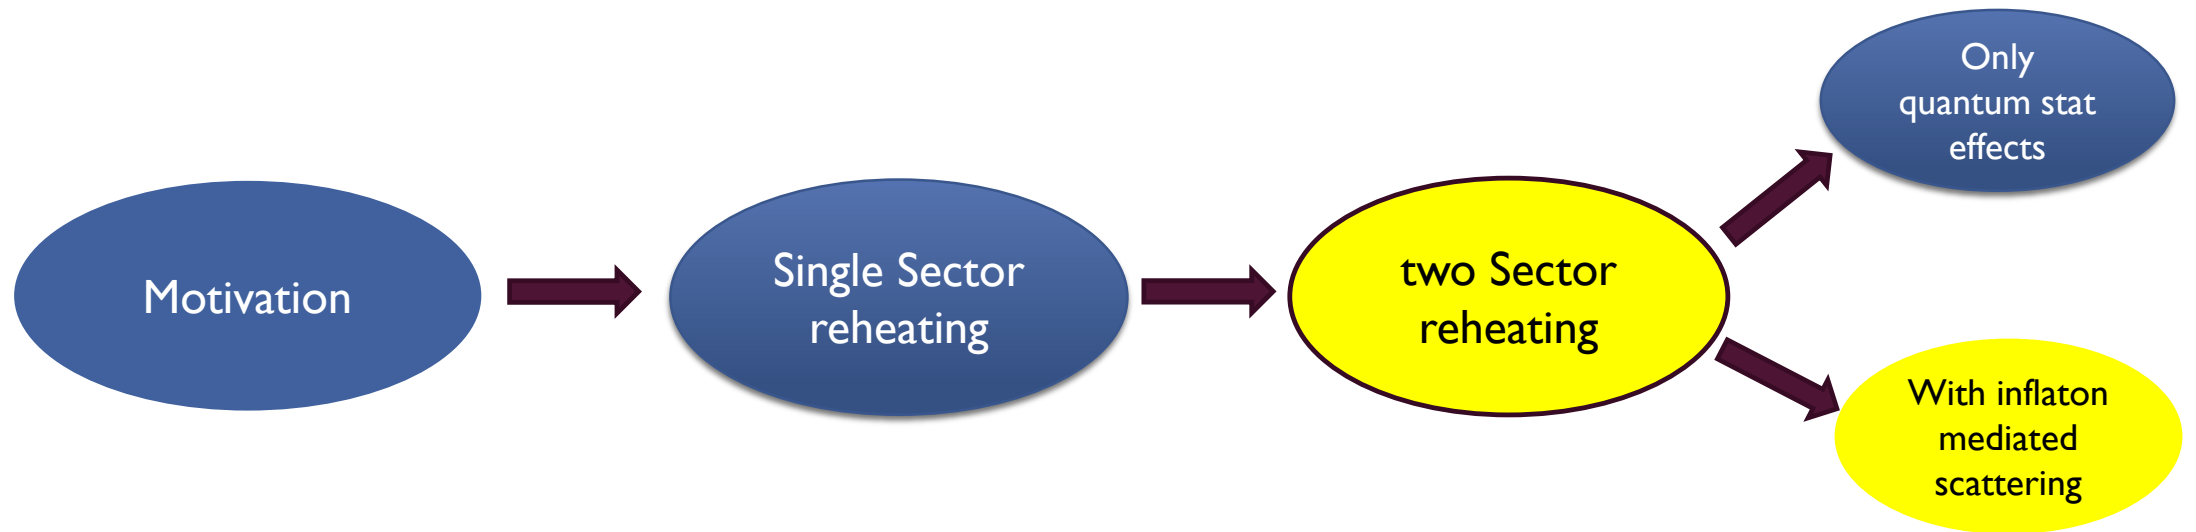 Motivation
Single Sector
reheating
two Sector
reheating
Only
quantum stat
effects
With inflaton
mediated
scattering